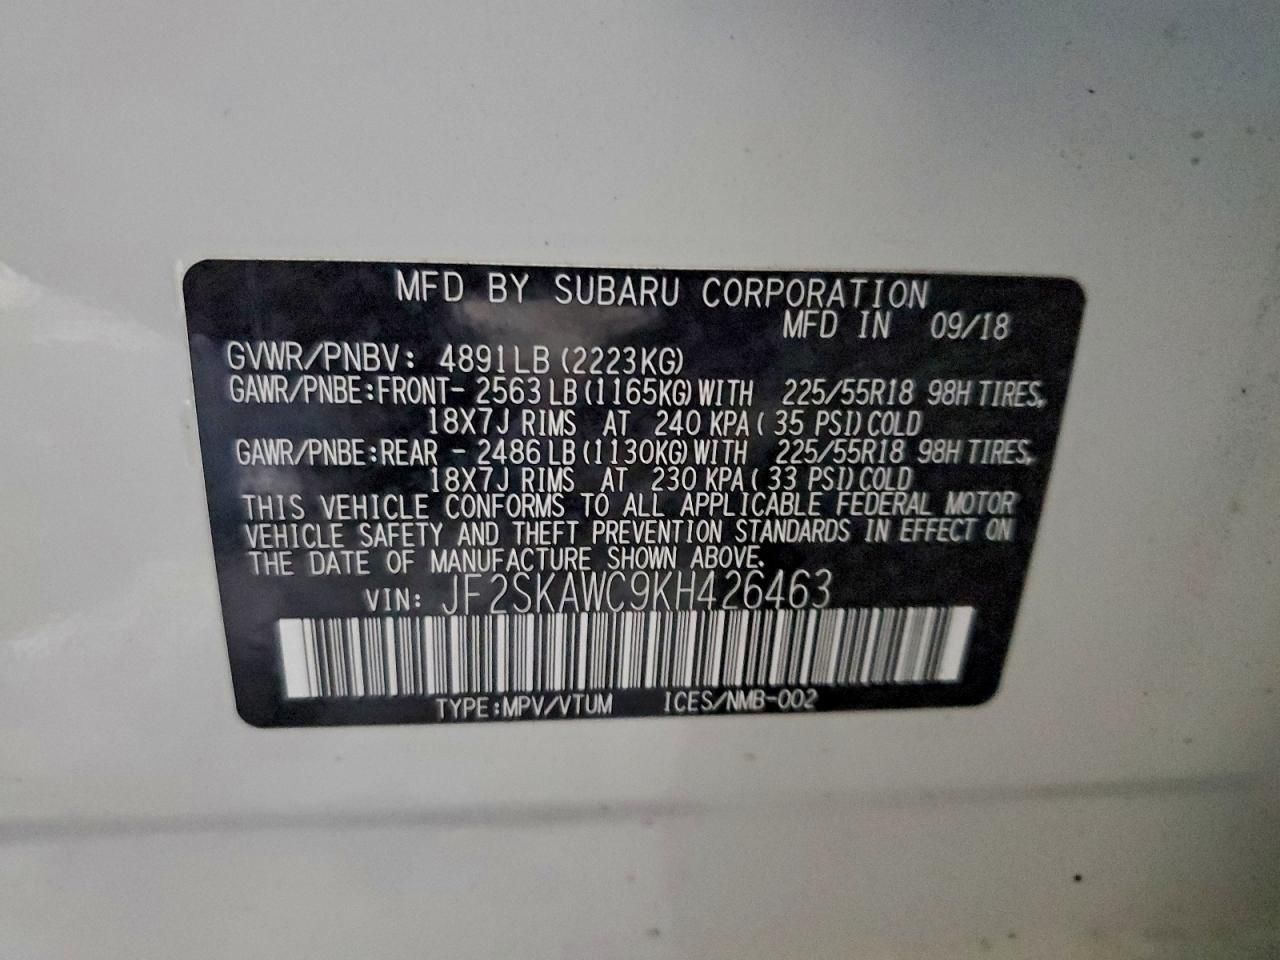 MFD BY SUBARU CORPORATION
MFD IN 09/18
GVWR/PNBV: 4891LB (2223KG)
GAWR/PNBE:FRONT- 2563LB (1165KG) WITH 225/55R18 98H TIRES,
18X7J RIMS AT 240 KPA ( 35 PSI) COLD
GAWR/PNBE:REAR - 2486LB (1130KG) WITH 225/55R18 98H TIRES,
18X7J RIMS AT 230 KPA ( 33 PSI) COLD
THIS VEHICLE CONFORMS TO ALL APPLICABLE FEDERAL MOTOR
VEHICLE SAFETY AND THEFT PREVENTION STANDARDS IN EFFECT ON
THE DATE OF MANUFACTURE SHOWN ABOVE.
VIN: JF2SKAWC9KH426463
TYPE:MPV/VTUM ICES/NMB-002